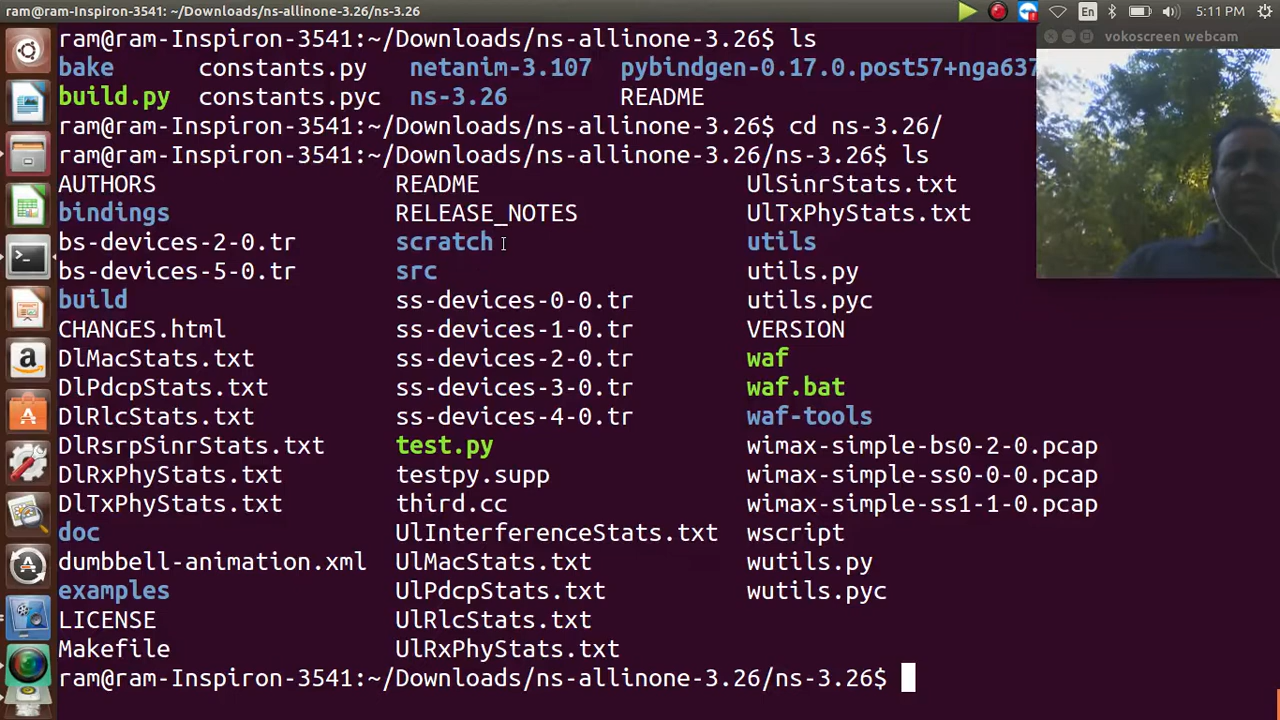 ram@ram-Inspiron-3541: ~/Downloads/ns-allinone-3.26/ns-3.26
En
5:11 PM
vokoscreen webcam
ram@ram-Inspiron-3541:~/Downloads/ns-allinone-3.26$ ls
bake constants.py netanim-3.107 pybindgen-0.17.0.post57+nga637
build.py constants.pyc ns-3.26 README
ram@ram-Inspiron-3541:~/Downloads/ns-allinone-3.26$ cd ns-3.26/
ram@ram-Inspiron-3541:~/Downloads/ns-allinone-3.26/ns-3.26$ ls
AUTHORS README UlSinrStats.txt
bindings RELEASE_NOTES UlTxPhyStats.txt
bs-devices-2-0.tr scratch utils
bs-devices-5-0.tr src utils.py
build ss-devices-0-0.tr utils.pyc
CHANGES.html ss-devices-1-0.tr VERSION
DlMacStats.txt ss-devices-2-0.tr waf
DlPdcpStats.txt ss-devices-3-0.tr waf.bat
DlRlcStats.txt ss-devices-4-0.tr waf-tools
DlRsrpSinrStats.txt test.py wimax-simple-bs0-2-0.pcap
DlRxPhyStats.txt testpy.supp wimax-simple-ss0-0-0.pcap
DlTxPhyStats.txt third.cc wimax-simple-ss1-1-0.pcap
doc UlInterferenceStats.txt wscript
dumbbell-animation.xml UlMacStats.txt wutils.py
examples UlPdcpStats.txt wutils.pyc
LICENSE UlRlcStats.txt
Makefile UlRxPhyStats.txt
ram@ram-Inspiron-3541:~/Downloads/ns-allinone-3.26/ns-3.26$